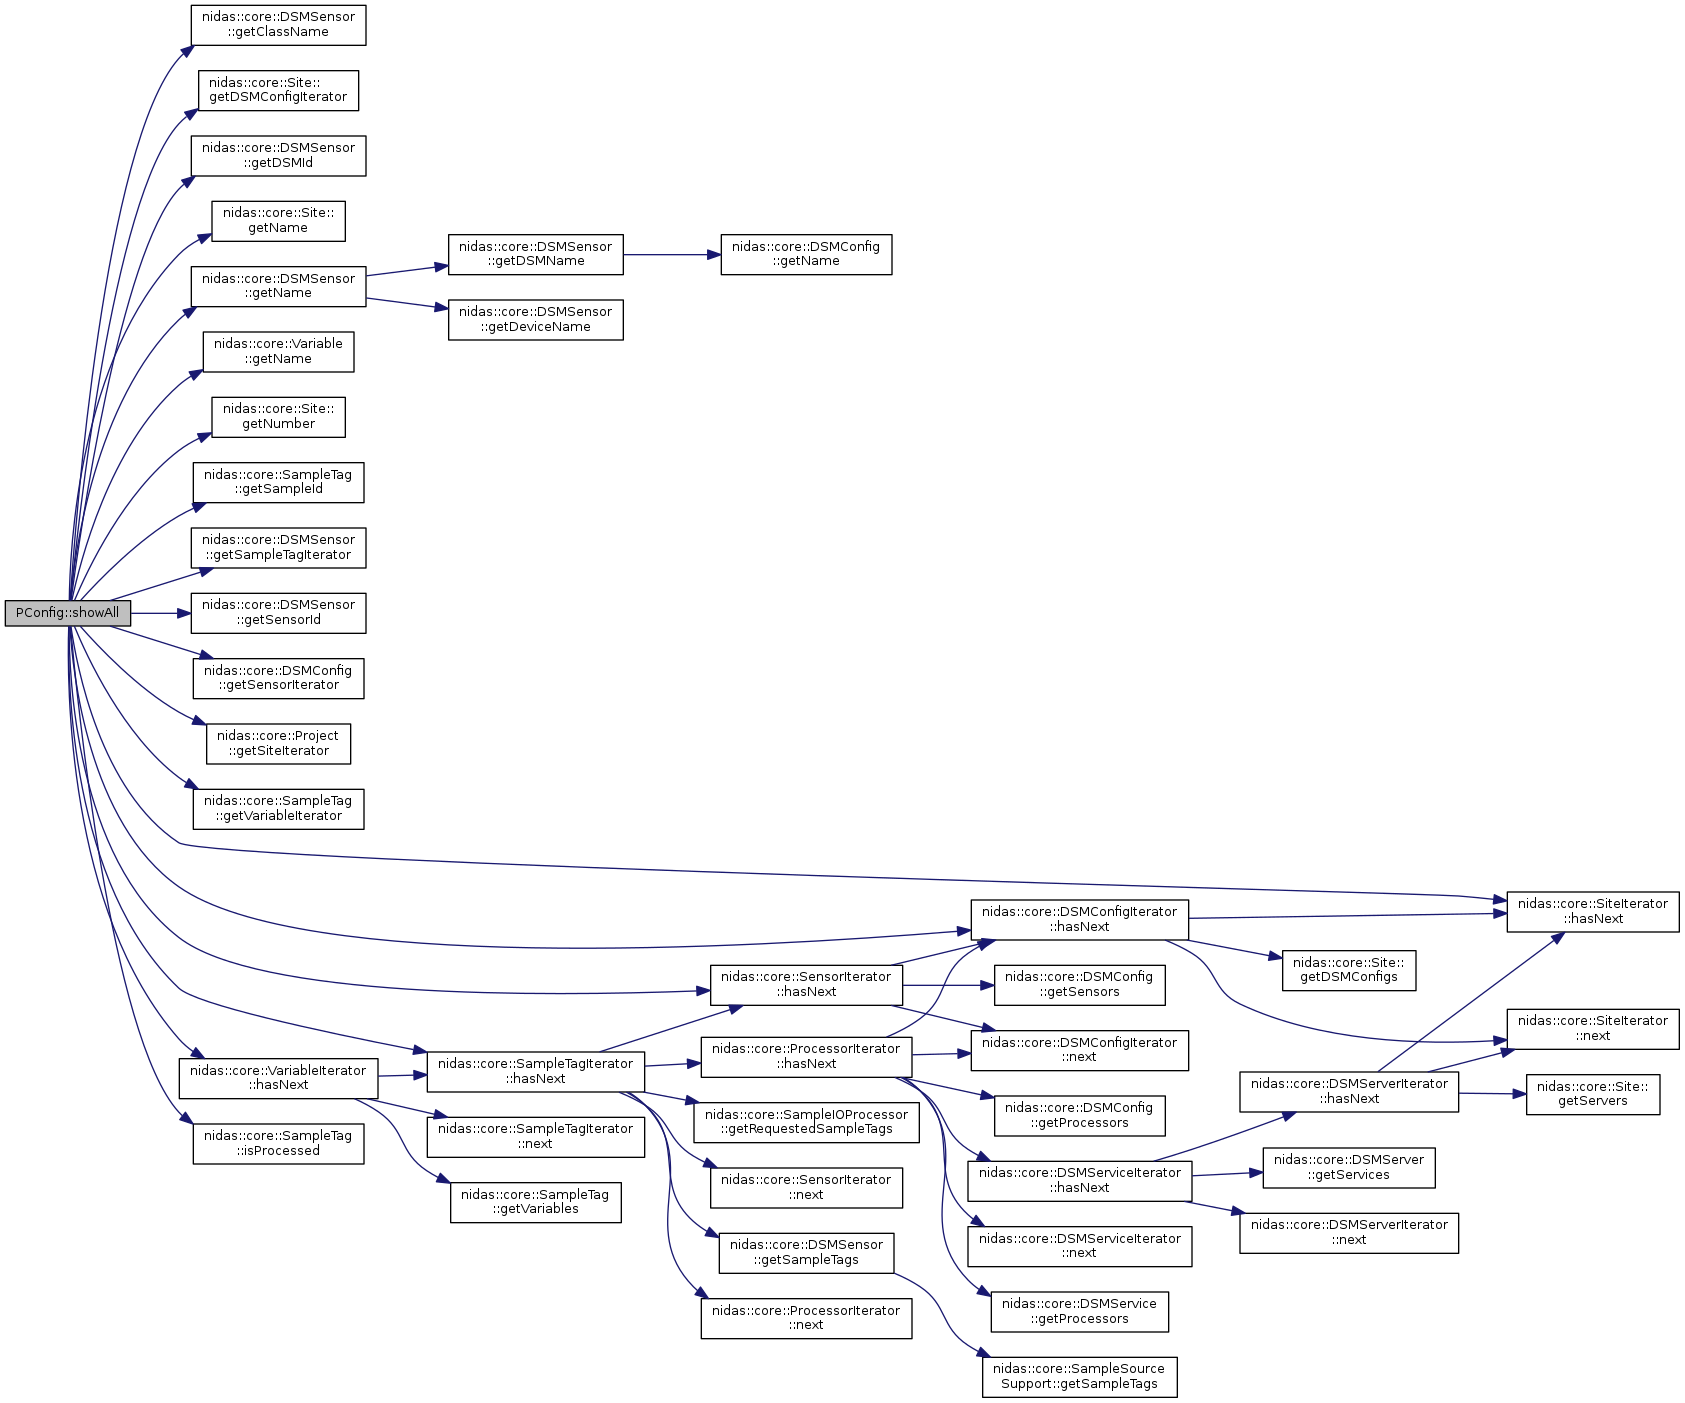 PConfig::showAll
nidas::core::DSMSensor
::getClassName
nidas::core::Site::
getDSMConfigIterator
nidas::core::DSMSensor
::getDSMId
nidas::core::Site::
getName
nidas::core::DSMSensor
::getName
nidas::core::Variable
::getName
nidas::core::Site::
getNumber
nidas::core::SampleTag
::getSampleId
nidas::core::DSMSensor
::getSampleTagIterator
nidas::core::DSMSensor
::getSensorId
nidas::core::DSMConfig
::getSensorIterator
nidas::core::Project
::getSiteIterator
nidas::core::SampleTag
::getVariableIterator
nidas::core::VariableIterator
::hasNext
nidas::core::SampleTag
::isProcessed
nidas::core::DSMSensor
::getDSMName
nidas::core::DSMSensor
::getDeviceName
nidas::core::SampleTagIterator
::hasNext
nidas::core::SampleTagIterator
::next
nidas::core::SampleTag
::getVariables
nidas::core::DSMConfig
::getName
nidas::core::SensorIterator
::hasNext
nidas::core::ProcessorIterator
::hasNext
nidas::core::SampleIOProcessor
::getRequestedSampleTags
nidas::core::SensorIterator
::next
nidas::core::DSMSensor
::getSampleTags
nidas::core::ProcessorIterator
::next
nidas::core::DSMConfigIterator
::hasNext
nidas::core::DSMConfig
::getSensors
nidas::core::DSMConfigIterator
::next
nidas::core::DSMConfig
::getProcessors
nidas::core::DSMServiceIterator
::hasNext
nidas::core::DSMServiceIterator
::next
nidas::core::DSMService
::getProcessors
nidas::core::SampleSource
Support::getSampleTags
nidas::core::Site::
getDSMConfigs
nidas::core::DSMServerIterator
::hasNext
nidas::core::DSMServer
::getServices
nidas::core::DSMServerIterator
::next
nidas::core::SiteIterator
::hasNext
nidas::core::SiteIterator
::next
nidas::core::Site::
getServers